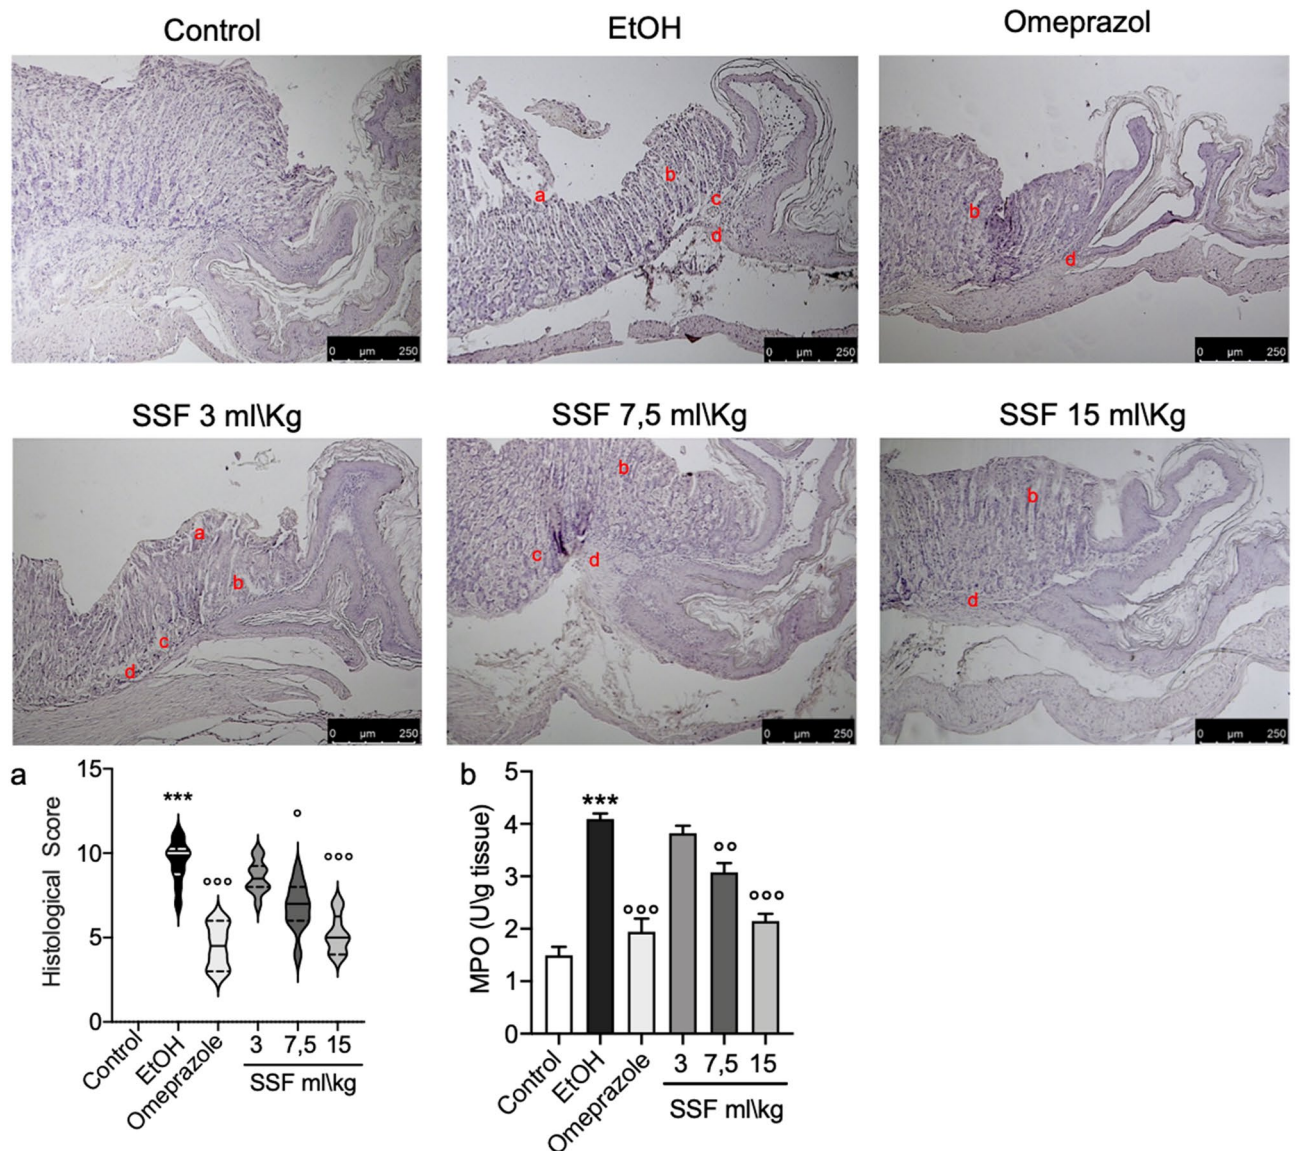 Control
EtOH
Omeprazol
a
b
c
d
b
d
0 µm 250
0 µm 250
0 µm 250
SSF 3 ml\Kg
SSF 7,5 ml\Kg
SSF 15 ml\Kg
a
b
c
d
b
c
d
b
d
0 µm 250
0 µm 250
0 µm 250
a
Histological Score
15
10
5
0
***
°°°
°
°°°
Control
EtOH
Omeprazole
3 7,5 15
SSF ml\kg
b
MPO (U\g tissue)
5
4
3
2
1
0
***
°°°
°°
°°°
Control
EtOH
Omeprazole
3 7,5 15
SSF ml\kg